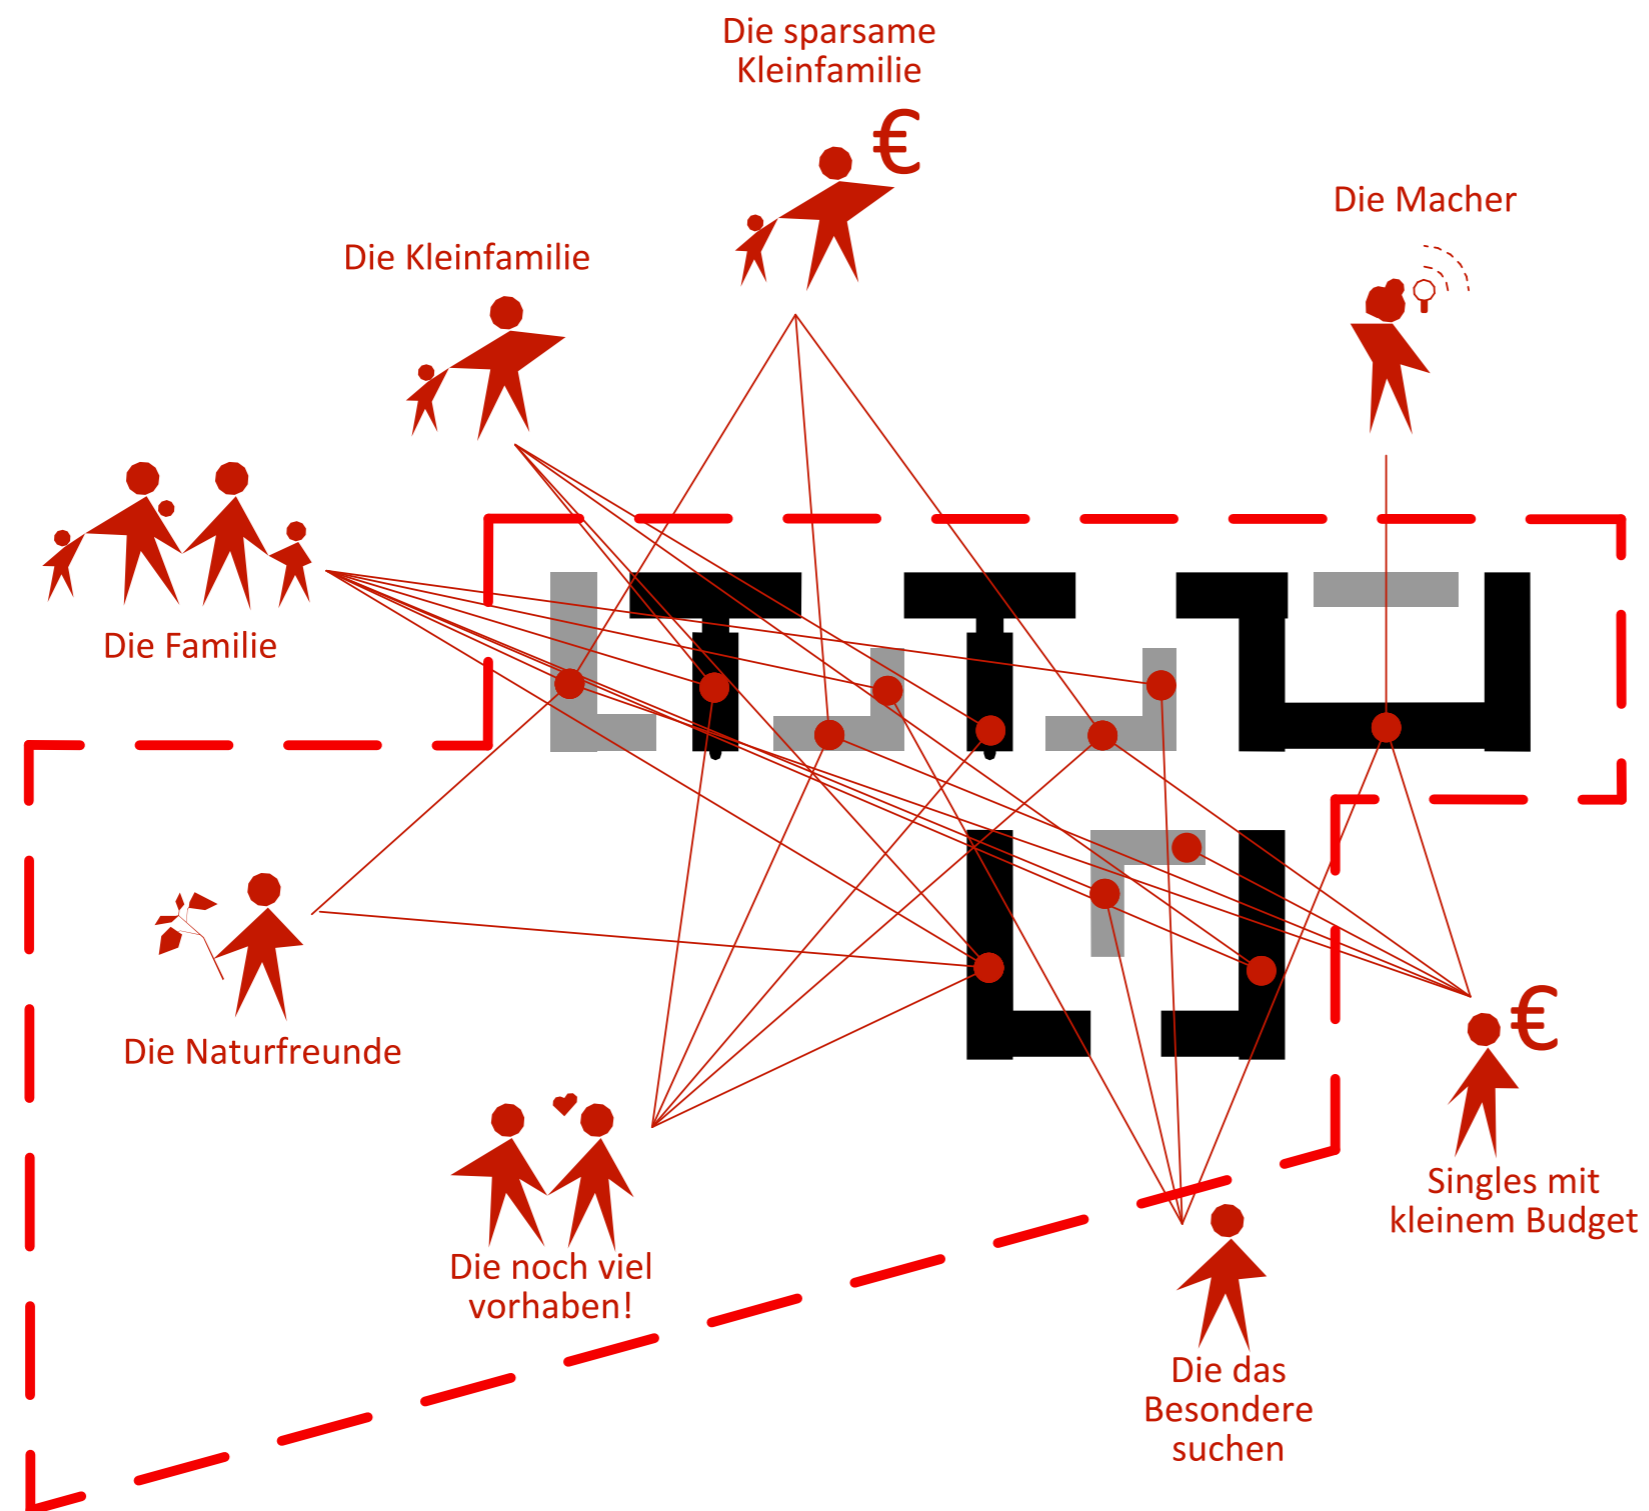 Die sparsame
Kleinfamilie
€
Die Macher
Die Kleinfamilie
Die Familie
Die Naturfreunde
€
Singles mit
kleinem Budget
Die noch viel
vorhaben!
Die das
Besondere
suchen